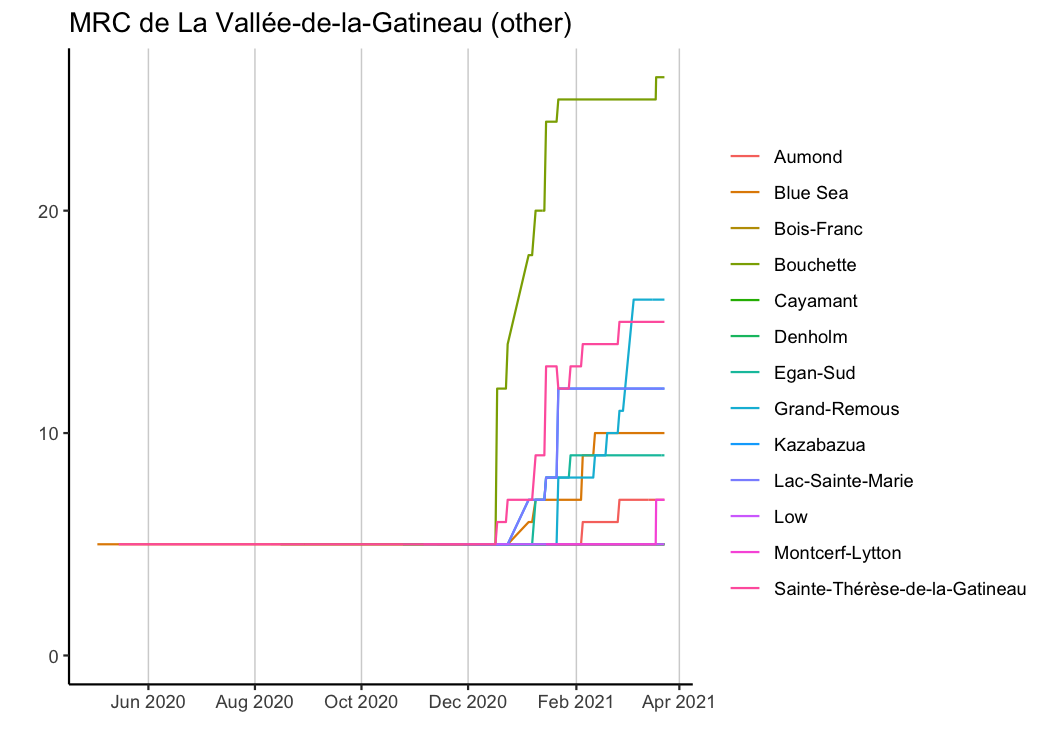 MRC de La Vallée-de-la-Gatineau (other)
20
10
0
Jun 2020 Aug 2020 Oct 2020 Dec 2020 Feb 2021 Apr 2021
Aumond
Blue Sea
Bois-Franc
Bouchette
Cayamant
Denholm
Egan-Sud
Grand-Remous
Kazabazua
Lac-Sainte-Marie
Low
Montcerf-Lytton
Sainte-Thérèse-de-la-Gatineau